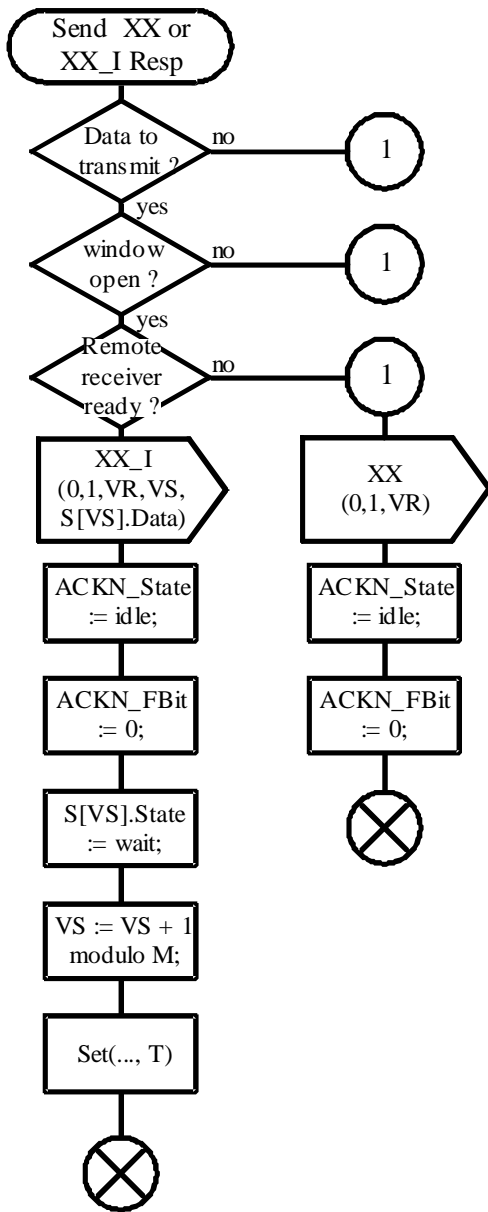 Send XX or
XX_I Resp
Data to
transmit ?
no
1
yes
window
open ?
no
1
yes
Remote
receiver
ready ?
no
1
XX_I
(0,1,VR,VS,
S[VS].Data)
XX
(0,1,VR)
ACKN_State
:= idle;
ACKN_State
:= idle;
ACKN_FBit
:= 0;
ACKN_FBit
:= 0;
S[VS].State
:= wait;
VS := VS + 1
modulo M;
Set(..., T)